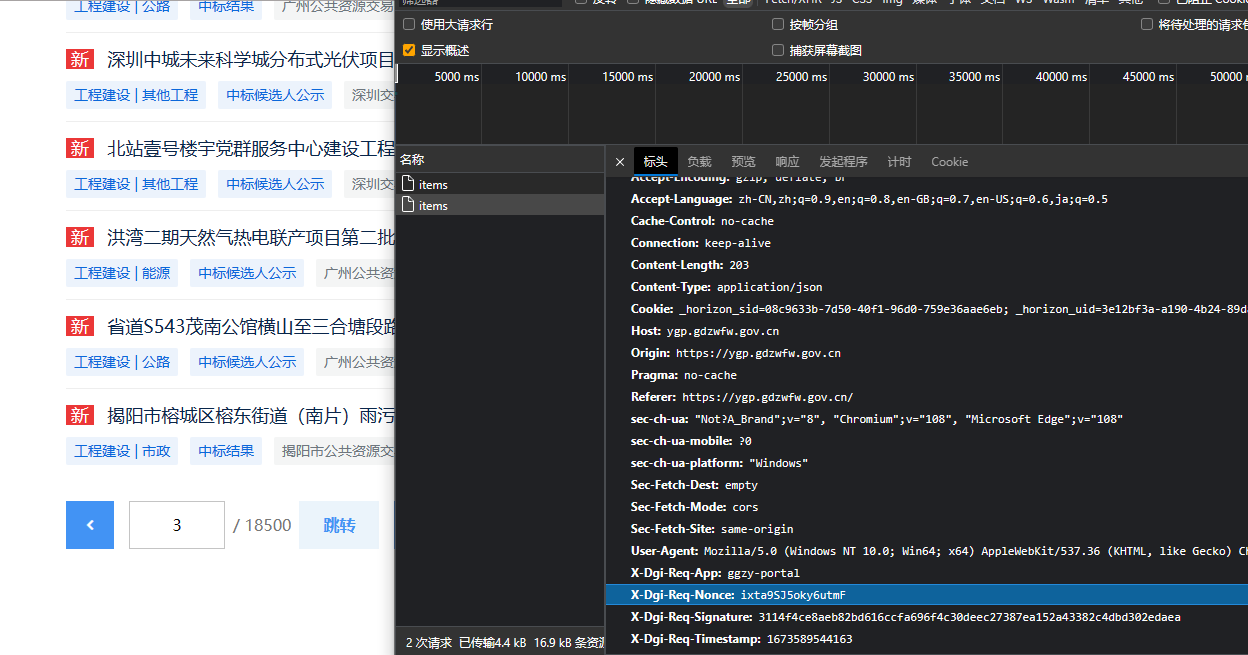 工程建设 | 公路 中标结果 广州公共资源交易
新 深圳中城未来科学城分布式光伏项目
工程建设 | 其他工程 中标候选人公示 深圳交
新 北站壹号楼宇党群服务中心建设工程
工程建设 | 其他工程 中标候选人公示 深圳交
新 洪湾二期天然气热电联产项目第二批
工程建设 | 能源 中标候选人公示 广州公共资
新 省道S543茂南公馆横山至三合塘段路
工程建设 | 公路 中标候选人公示 广州公共资
新 揭阳市榕城区榕东街道（南片）雨污
工程建设 | 市政 中标结果 揭阳市公共资源交
3 / 18500 跳转
使用大请求行 按帧分组 将待处理的请求包
显示概述 捕获屏幕截图
5000 ms 10000 ms 15000 ms 20000 ms 25000 ms 30000 ms 35000 ms 40000 ms 45000 ms 50000 m
名称
items
items
2 次请求 已传输4.4 kB 16.9 kB 条资源
× 标头 负载 预览 响应 发起程序 计时 Cookie
Accept-Encoding: gzip, deflate, br
Accept-Language: zh-CN,zh;q=0.9,en;q=0.8,en-GB;q=0.7,en-US;q=0.6,ja;q=0.5
Cache-Control: no-cache
Connection: keep-alive
Content-Length: 203
Content-Type: application/json
Cookie: _horizon_sid=08c9633b-7d50-40f1-96d0-759e36aae6eb; _horizon_uid=3e12bf3a-a190-4b24-89d
Host: ygp.gdzwfw.gov.cn
Origin: https://ygp.gdzwfw.gov.cn
Pragma: no-cache
Referer: https://ygp.gdzwfw.gov.cn/
sec-ch-ua: "Not?A_Brand";v="8", "Chromium";v="108", "Microsoft Edge";v="108"
sec-ch-ua-mobile: ?0
sec-ch-ua-platform: "Windows"
Sec-Fetch-Dest: empty
Sec-Fetch-Mode: cors
Sec-Fetch-Site: same-origin
User-Agent: Mozilla/5.0 (Windows NT 10.0; Win64; x64) AppleWebKit/537.36 (KHTML, like Gecko) Ch
X-Dgi-Req-App: ggzy-portal
X-Dgi-Req-Nonce: ixta9SJ5oky6utmF
X-Dgi-Req-Signature: 3114f4ce8aeb82bd616ccfa696f4c30deec27387ea152a43382c4dbd302edaea
X-Dgi-Req-Timestamp: 1673589544163